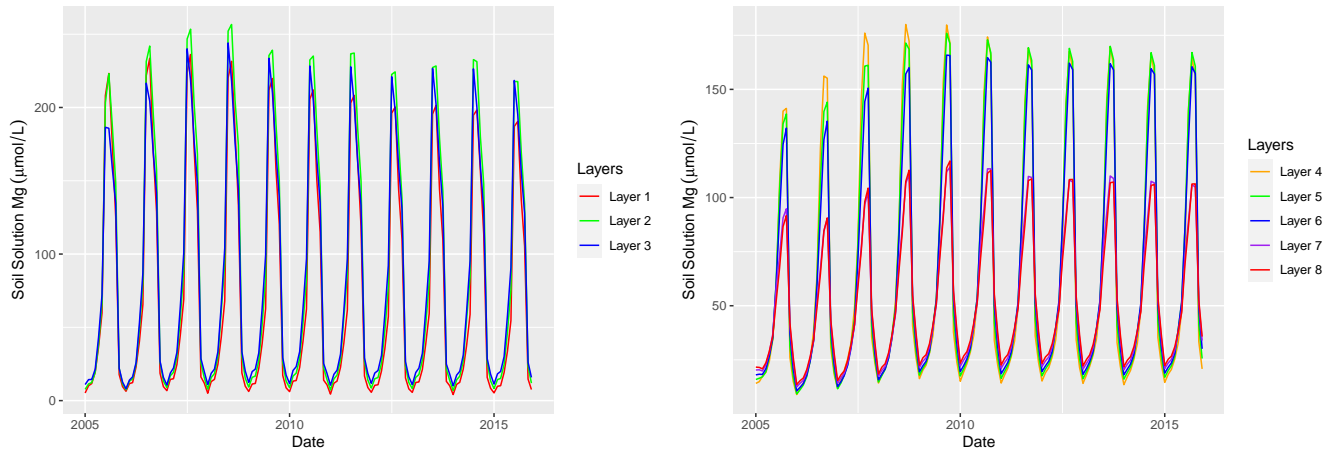 Soil Solution Mg (μmol/L)
200
100
0
2005
2010
2015
Date
Layers
Layer 1
Layer 2
Layer 3
Soil Solution Mg (μmol/L)
150
100
50
2005
2010
2015
Date
Layers
Layer 4
Layer 5
Layer 6
Layer 7
Layer 8